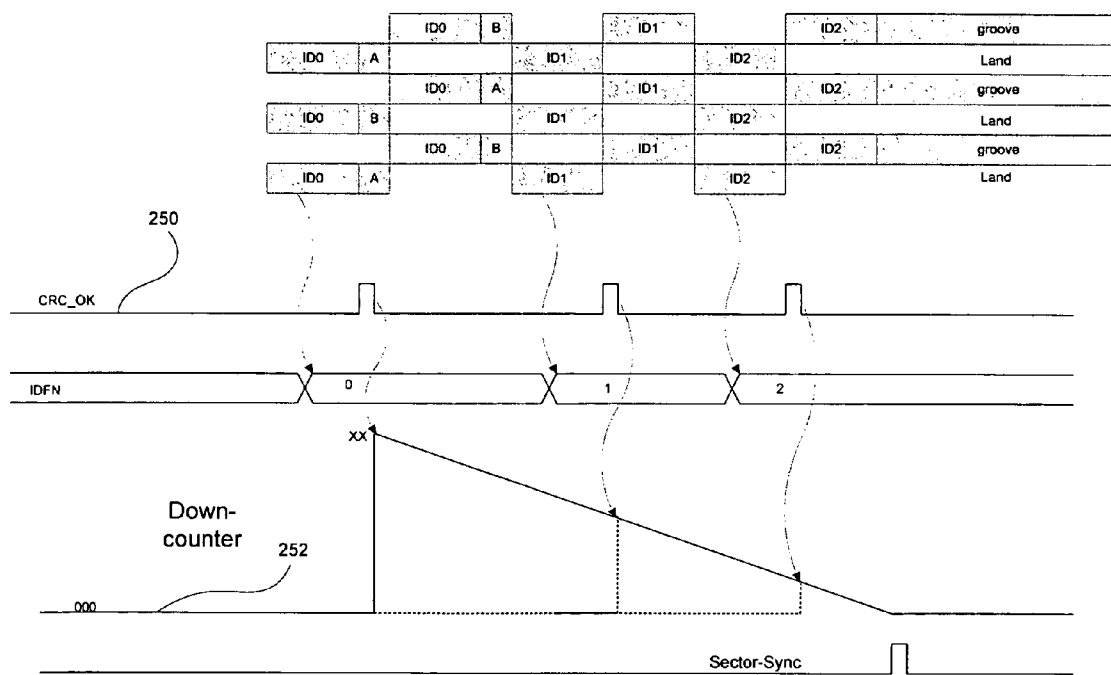 ID0 B ID1 ID2 groove
ID0 A ID1 ID2 Land
ID0 A ID1 ID2 groove
ID0 B ID1 ID2 Land
ID0 B ID1 ID2 groove
ID0 A ID1 ID2 Land
250
CRC_OK
IDFN 0 1 2
XX
Down-
counter
252
000
Sector-Sync